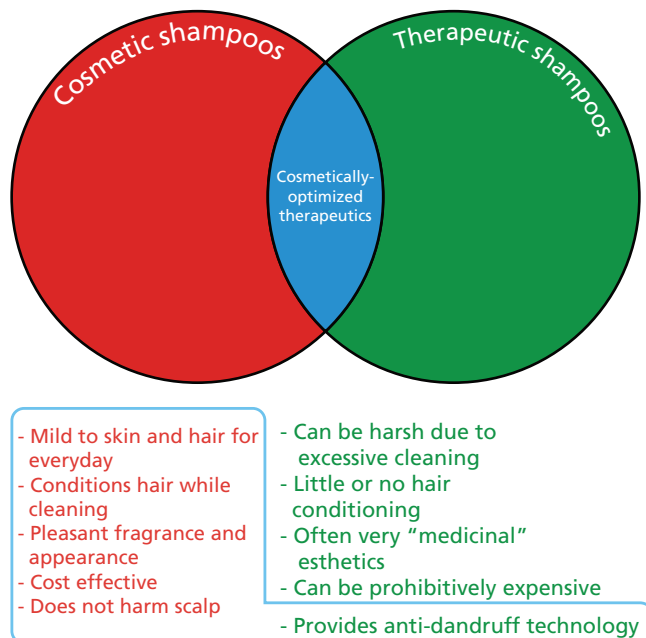 Cosmetic shampoos
Therapeutic shampoos
Cosmetically-
optimized
therapeutics
- Mild to skin and hair for
everyday
- Conditions hair while
cleaning
- Pleasant fragrance and
appearance
- Cost effective
- Does not harm scalp
- Can be harsh due to
excessive cleaning
- Little or no hair
conditioning
- Often very “medicinal”
esthetics
- Can be prohibitively expensive
- Provides anti-dandruff technology